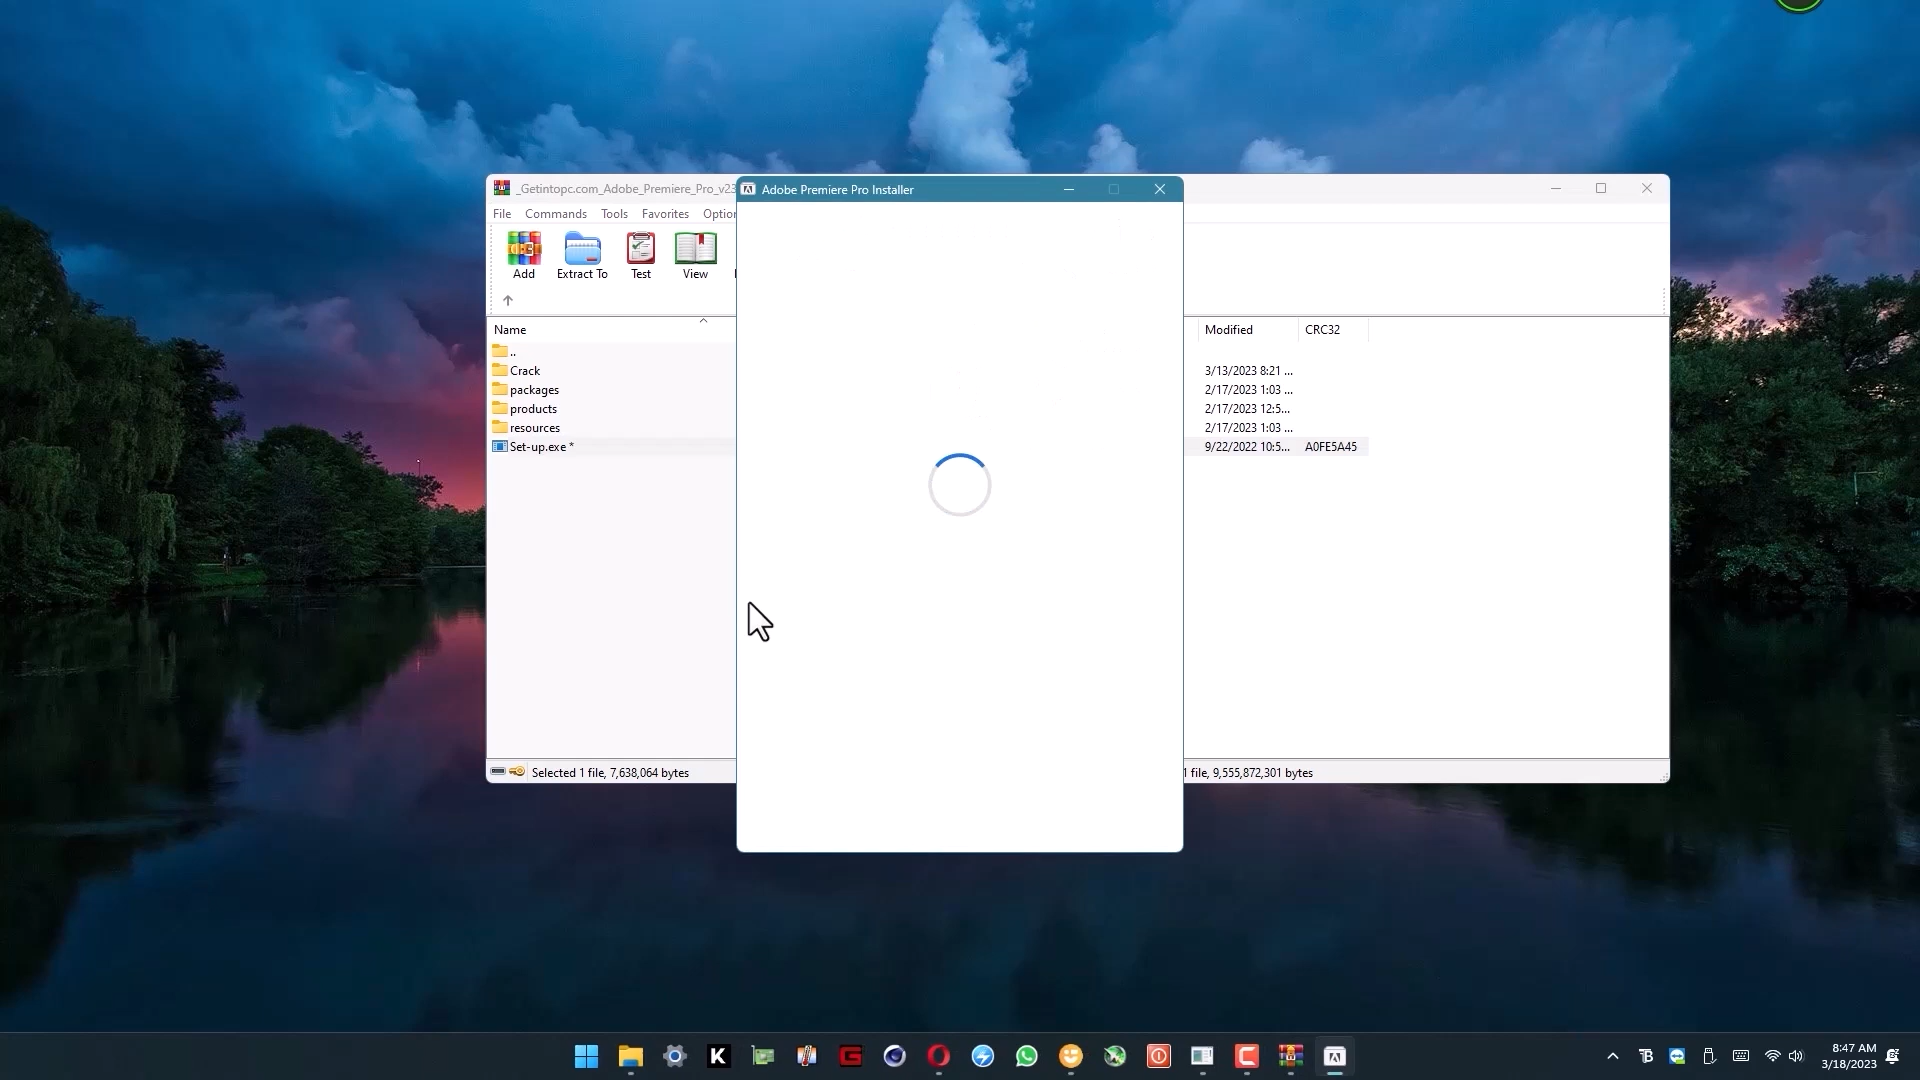 _Getintopc.com_Adobe_Premiere_Pro_v23
Adobe Premiere Pro Installer
File Commands Tools Favorites Option
Add Extract To Test View
Name Modified CRC32
..
Crack 3/13/2023 8:21 ...
packages 2/17/2023 1:03 ...
products 2/17/2023 12:5...
resources 2/17/2023 1:03 ...
Set-up.exe * 9/22/2022 10:5... A0FE5A45
Selected 1 file, 7,638,064 bytes 1 file, 9,555,872,301 bytes
8:47 AM
3/18/2023